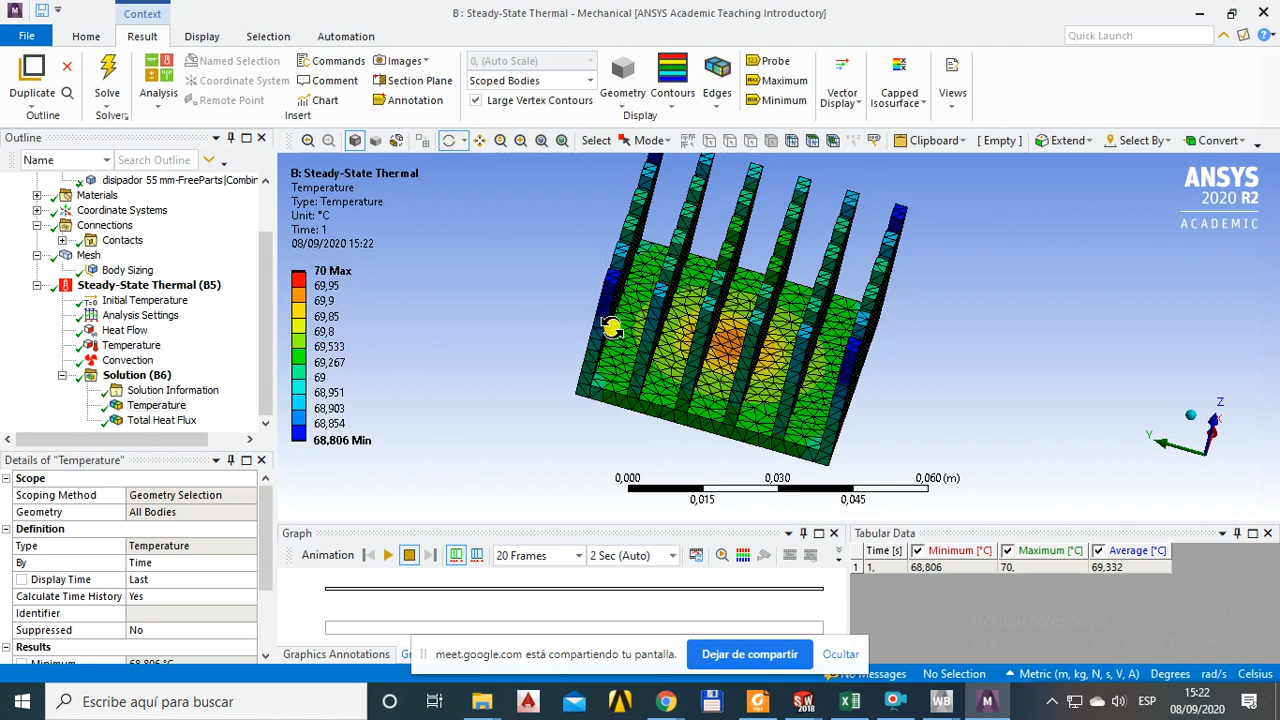 Context
B : Steady-State Thermal - Mechanical [ANSYS Academic Teaching Introductory]
File
Home
Result
Display
Selection
Automation
Quick Launch
Duplicate
Outline
Solve
Solver
Analysis
Named Selection
Coordinate System
Remote Point
Commands
Comment
Chart
Images
Section Plane
Annotation
Insert
0, (Auto Scale)
Scoped Bodies
Large Vertex Contours
Geometry
Contours
Edges
Display
Probe
Maximum
Minimum
Vector
Display
Capped
Isosurface
Views
Outline
Select
Mode
Clipboard
[ Empty ]
Extend
Select By
Convert
Name
Search Outline
disipador 55 mm-FreeParts|Combin
Materials
Coordinate Systems
Connections
Contacts
Mesh
Body Sizing
Steady-State Thermal (B5)
Initial Temperature
T=0
Analysis Settings
Heat Flow
Temperature
Convection
Solution (B6)
Solution Information
Temperature
Total Heat Flux
B: Steady-State Thermal
Temperature
Type: Temperature
Unit: °C
Time: 1
08/09/2020 15:22
70 Max
69,95
69,9
69,85
69,8
69,533
69,267
69
68,951
68,903
68,854
68,806 Min
ANSYS
2020 R2
ACADEMIC
Z
X
Y
0,000
0,030
0,060 (m)
0,015
0,045
Details of "Temperature"
Scope
Scoping Method
Geometry Selection
Geometry
All Bodies
Definition
Type
Temperature
By
Time
Display Time
Last
Calculate Time History
Yes
Identifier
Suppressed
No
Results
Minimum
68,806 °C
Graph
Animation
20 Frames
2 Sec (Auto)
Graphics Annotations
Tabular Data
Time [s]
Minimum [°C]
Maximum [°C]
Average [°C]
1
1,
68,806
70,
69,332
Activar Windows
meet.google.com está compartiendo tu pantalla.
Dejar de compartir
Ocultar
No Messages
No Selection
Metric (m, kg, N, s, V, A)
Degrees
rad/s
Celsius
Escribe aquí para buscar
2018
WB
M
ESP
15:22
08/09/2020